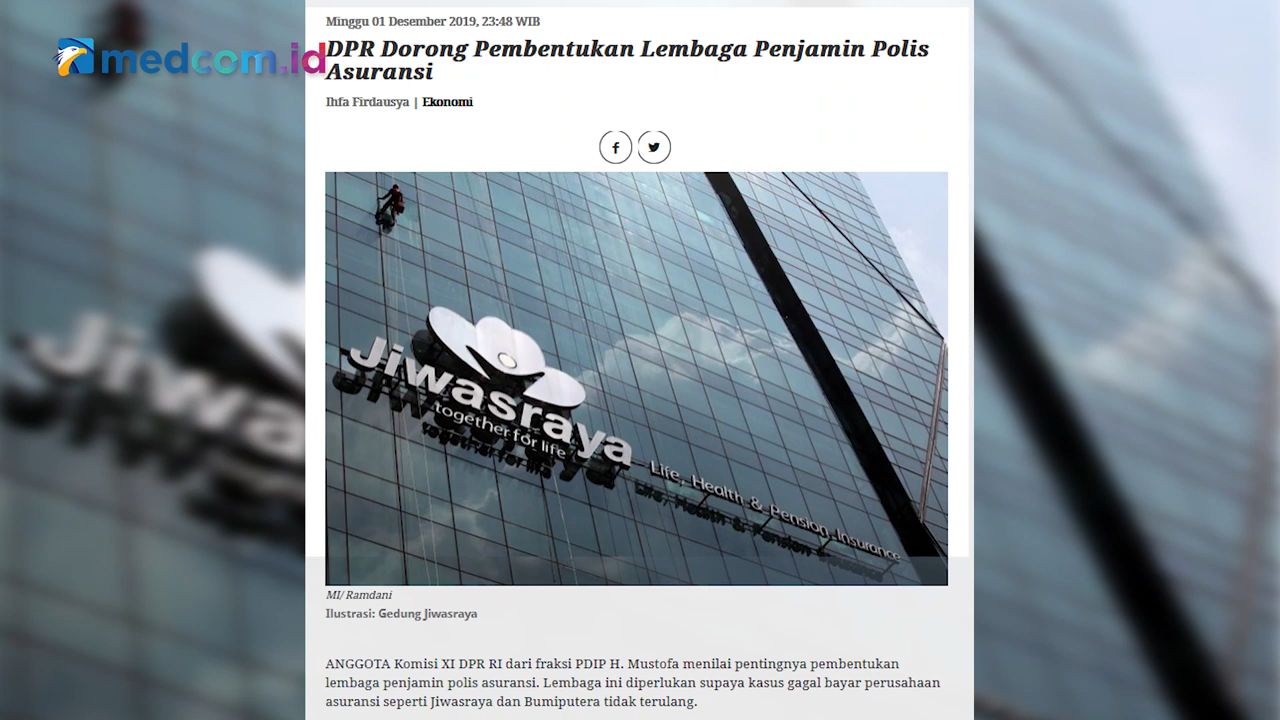 Minggu 01 Desember 2019, 23:48 WIB
medcom.id
DPR Dorong Pembentukan Lembaga Penjamin Polis
Asuransi
Ihfa Firdausya | Ekonomi
Jiwasraya
together for life
Life, Health & Pension Insurance
MI/ Ramdani
Ilustrasi: Gedung Jiwasraya
ANGGOTA Komisi XI DPR RI dari fraksi PDIP H. Mustofa menilai pentingnya pembentukan
lembaga penjamin polis asuransi. Lembaga ini diperlukan supaya kasus gagal bayar perusahaan
asuransi seperti Jiwasraya dan Bumiputera tidak terulang.